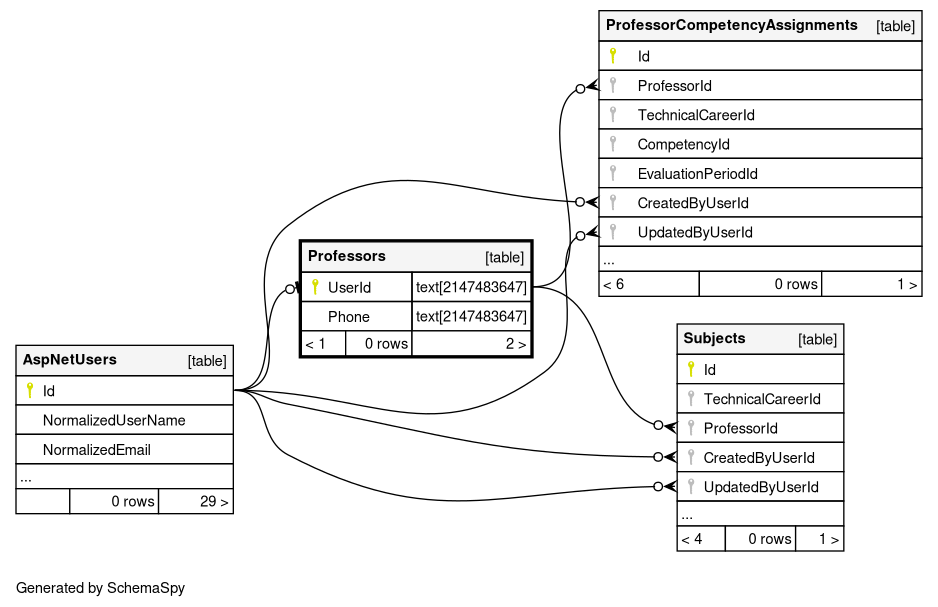 ProfessorCompetencyAssignments [table]
Id
ProfessorId
TechnicalCareerId
CompetencyId
EvaluationPeriodId
CreatedByUserId
UpdatedByUserId
...
< 6 0 rows 1 >
Professors [table]
UserId text[2147483647]
Phone text[2147483647]
< 1 0 rows 2 >
Subjects [table]
Id
TechnicalCareerId
ProfessorId
CreatedByUserId
UpdatedByUserId
...
< 4 0 rows 1 >
AspNetUsers [table]
Id
NormalizedUserName
NormalizedEmail
...
0 rows 29 >
Generated by SchemaSpy